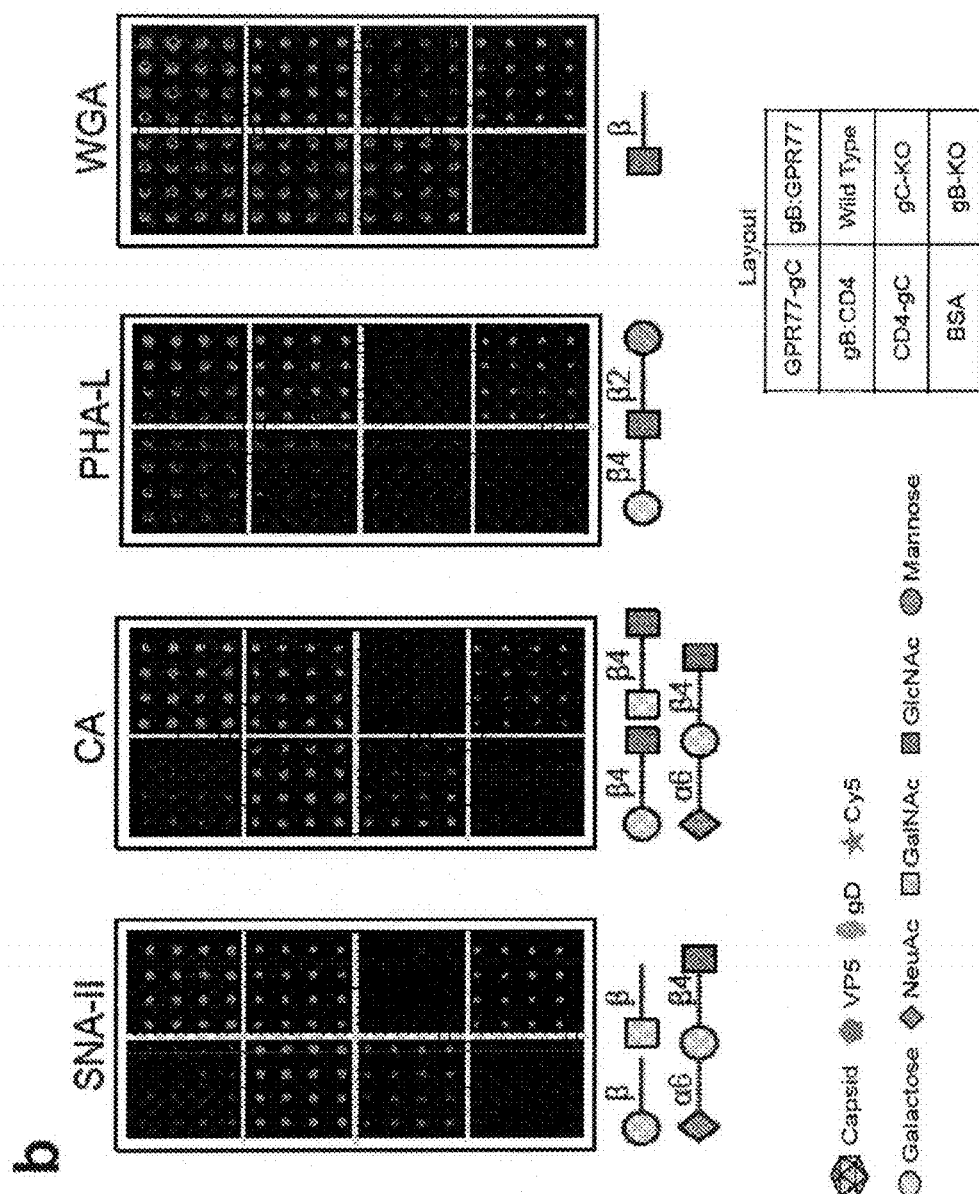 b
SNA-II CA PHA-L WGA
β β β4 β4 β4 β2 β
α6 β4 α6 β4
Layout
GPR77-gC gB:GPR77
gB:CD4 Wild Type
CD4-gC gC-KO
BSA gB-KO
Capsid VP5 gD Cy5
Galactose NeuAc GalNAc GlcNAc Mannose